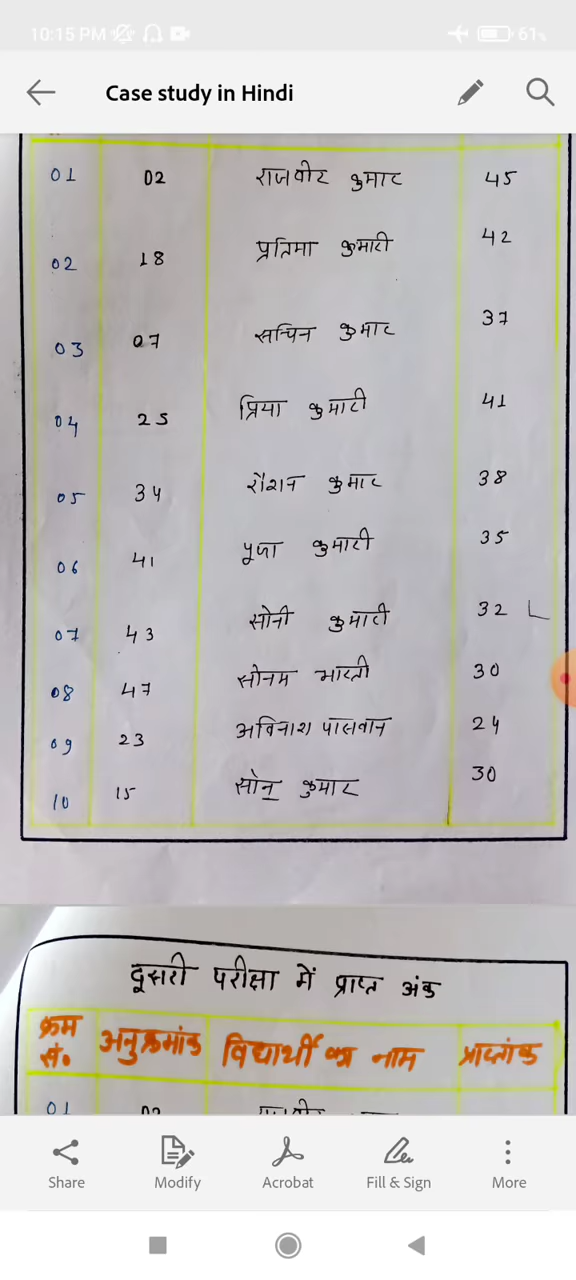 10:15 PM 61%
Case study in Hindi
01 02 राजवीर कुमार 45
02 18 प्रतिमा कुमारी 42
03 07 सचिन कुमार 37
04 25 प्रिया कुमारी 41
05 34 रौशन कुमार 38
06 41 पूजा कुमारी 35
07 43 सोनी कुमारी 32
08 47 सोनम भारती 30
09 23 अविनाश पासवान 24
10 15 सोनू कुमार 30
दूसरी परीक्षा में प्राप्त अंक
क्रम सं. अनुक्रमांक विद्यार्थी का नाम प्राप्तांक
01 02
Share Modify Acrobat Fill & Sign More